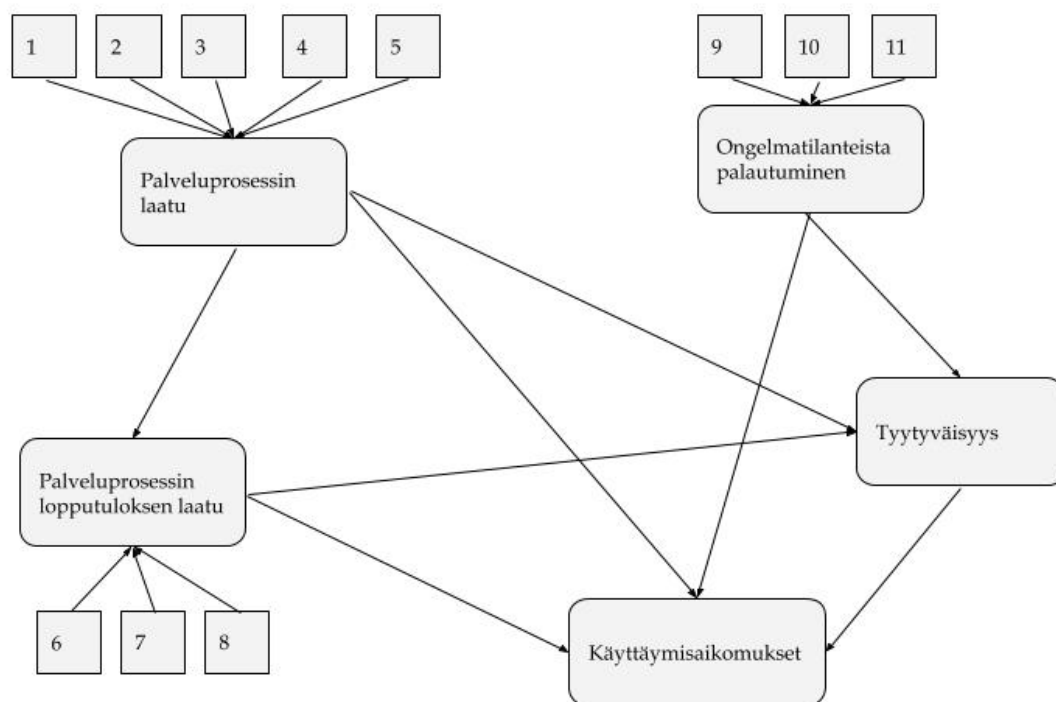 1
2
3
4
5
9
10
11
Palveluprosessin
laatu
Ongelmatilanteista
palautuminen
Tyytyväisyys
Palveluprosessin
lopputuloksen laatu
6
7
8
Käyttäymisaikomukset